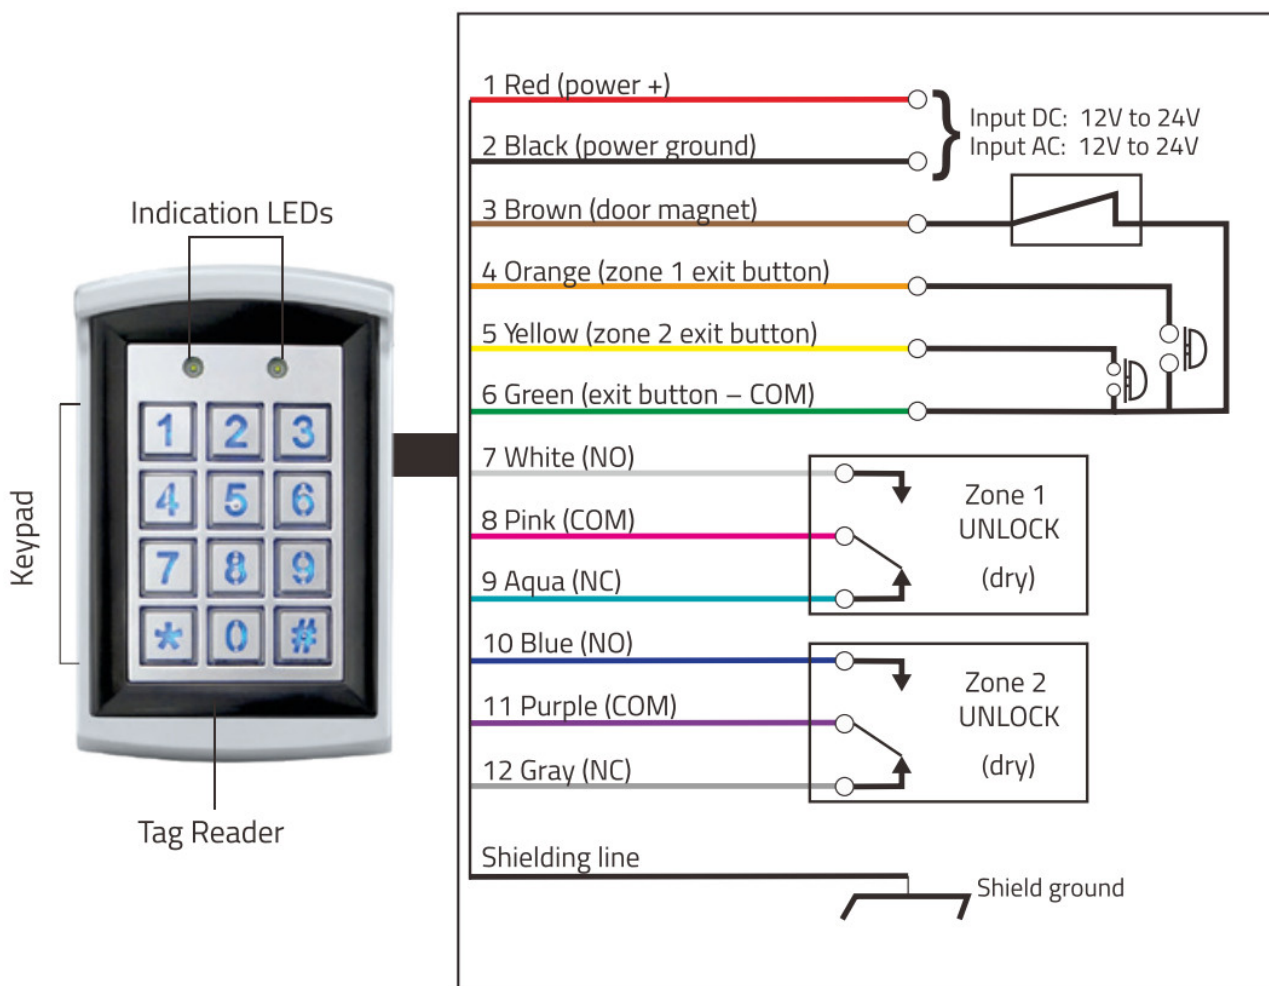 1 Red (power +)
Input DC: 12V to 24V
2 Black (power ground)
Input AC: 12V to 24V
Indication LEDs
3 Brown (door magnet)
4 Orange (zone 1 exit button)
5 Yellow (zone 2 exit button)
6 Green (exit button – COM)
Keypad
1 2 3
4 5 6
7 8 9
* 0 #
Tag Reader
7 White (NO)
8 Pink (COM)
9 Aqua (NC)
Zone 1
UNLOCK
(dry)
10 Blue (NO)
11 Purple (COM)
12 Gray (NC)
Zone 2
UNLOCK
(dry)
Shielding line
Shield ground